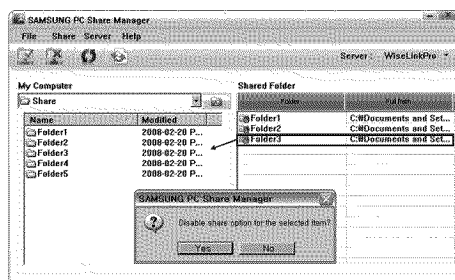 SAMSUNG PC Share Manager
File Share Server Help
Server : WiseLinkPro
My Computer
Shared Folder
Share
Folder
Name Modified
Folder1 2008-02-20 P...
Folder2 2008-02-20 P...
Folder3 2008-02-20 P...
Folder4 2008-02-20 P...
Folder5 2008-02-20 P...
Folder1 C:₩Documents and Set...
Folder2 C:₩Documents and Set...
Folder3 C:₩Documents and Set...
SAMSUNG PC Share Manager
Disable share option for the selected item?
Yes No